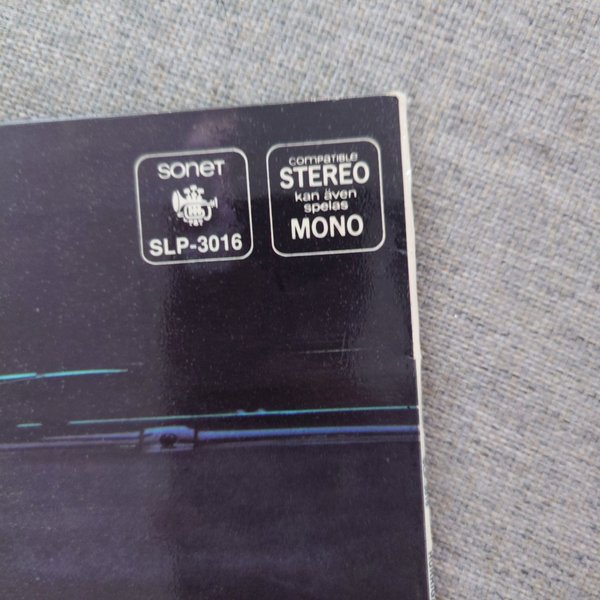 sonet
SLP-3016
compatible
STEREO
kan även
spelas
MONO